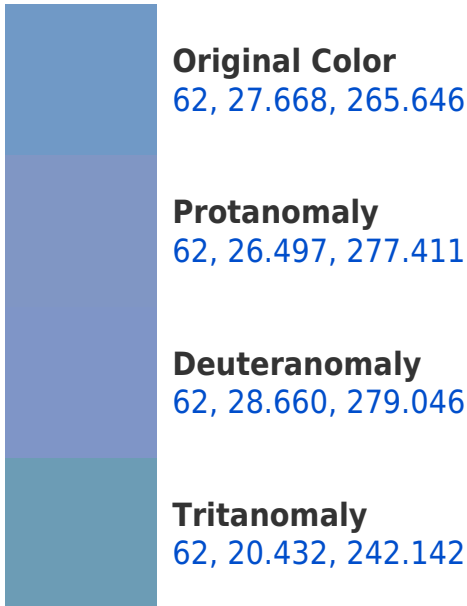 Original Color
62, 27.668, 265.646
Protanomaly
62, 26.497, 277.411
Deuteranomaly
62, 28.660, 279.046
Tritanomaly
62, 20.432, 242.142